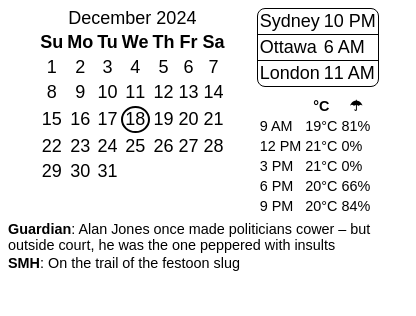 December 2024
Su Mo Tu We Th Fr Sa
1 2 3 4 5 6 7
8 9 10 11 12 13 14
15 16 17 18 19 20 21
22 23 24 25 26 27 28
29 30 31
Sydney 10 PM
Ottawa 6 AM
London 11 AM
°C ☂
9 AM 19°C 81%
12 PM 21°C 0%
3 PM 21°C 0%
6 PM 20°C 66%
9 PM 20°C 84%
Guardian: Alan Jones once made politicians cower – but
outside court, he was the one peppered with insults
SMH: On the trail of the festoon slug